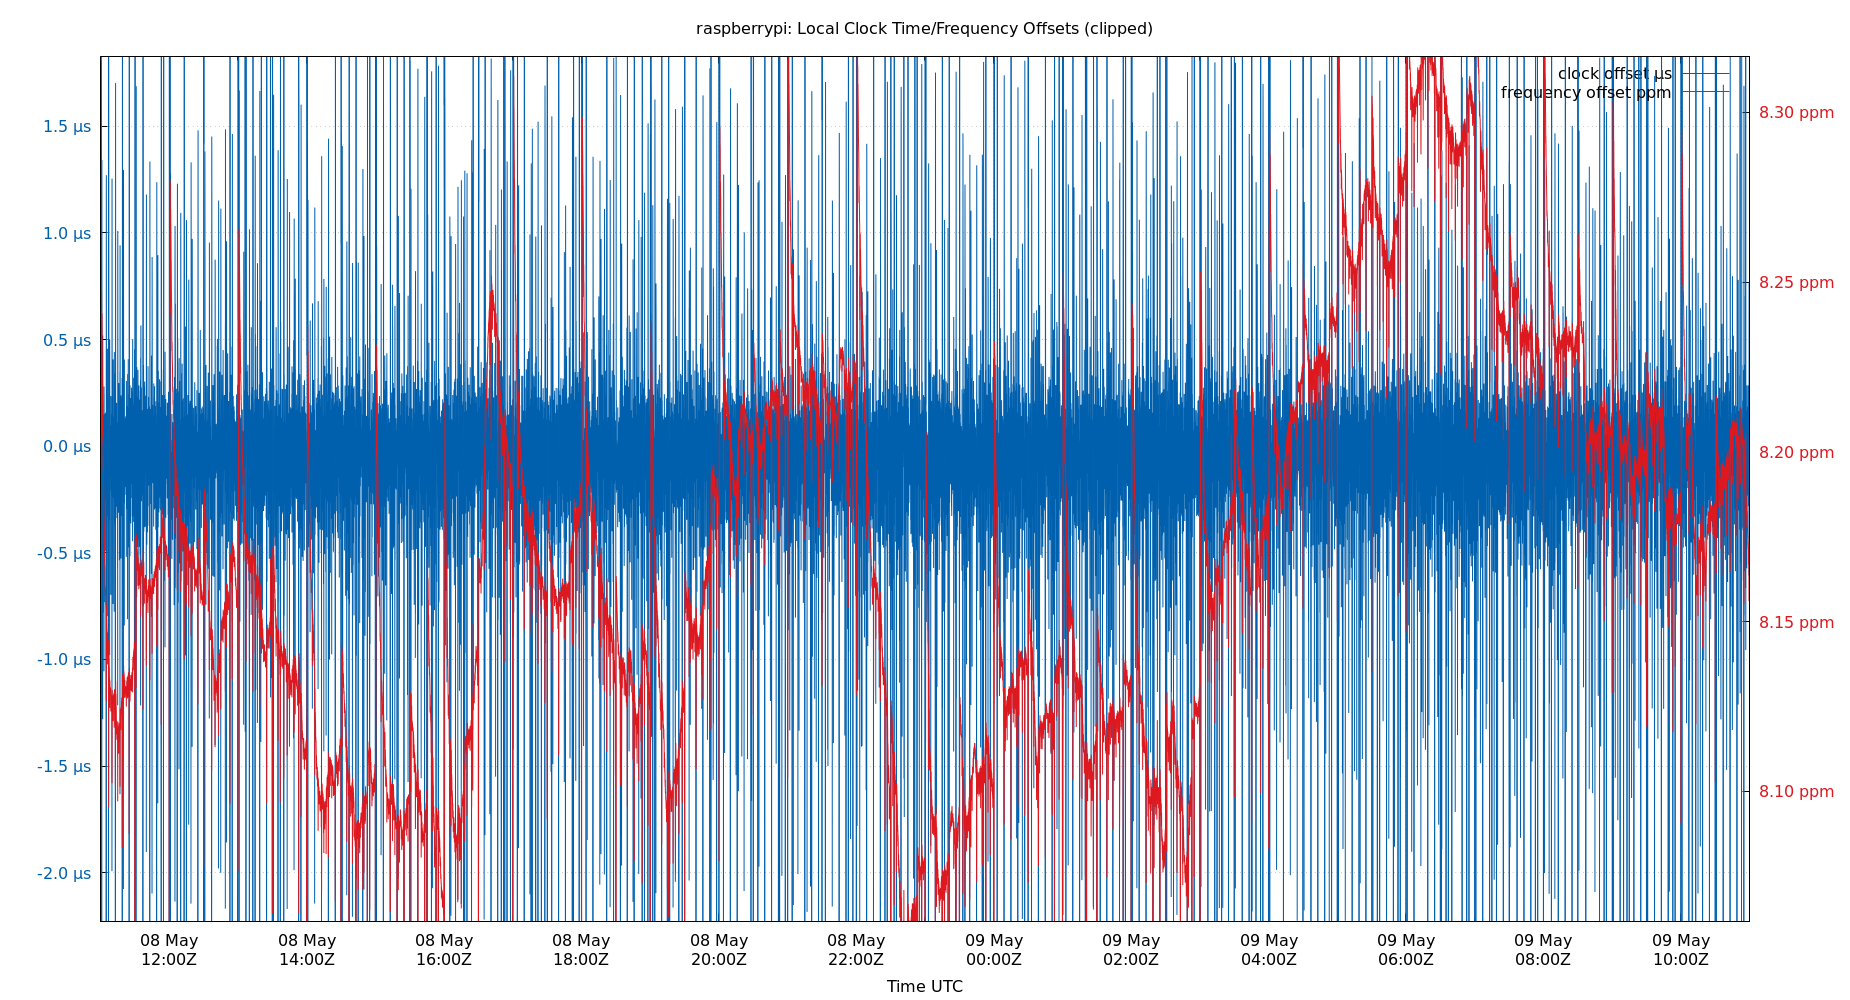 raspberrypi: Local Clock Time/Frequency Offsets (clipped)
clock offset µs
frequency offset ppm
1.5 µs
1.0 µs
0.5 µs
0.0 µs
-0.5 µs
-1.0 µs
-1.5 µs
-2.0 µs
8.30 ppm
8.25 ppm
8.20 ppm
8.15 ppm
8.10 ppm
08 May
12:00Z
08 May
14:00Z
08 May
16:00Z
08 May
18:00Z
08 May
20:00Z
08 May
22:00Z
09 May
00:00Z
09 May
02:00Z
09 May
04:00Z
09 May
06:00Z
09 May
08:00Z
09 May
10:00Z
Time UTC